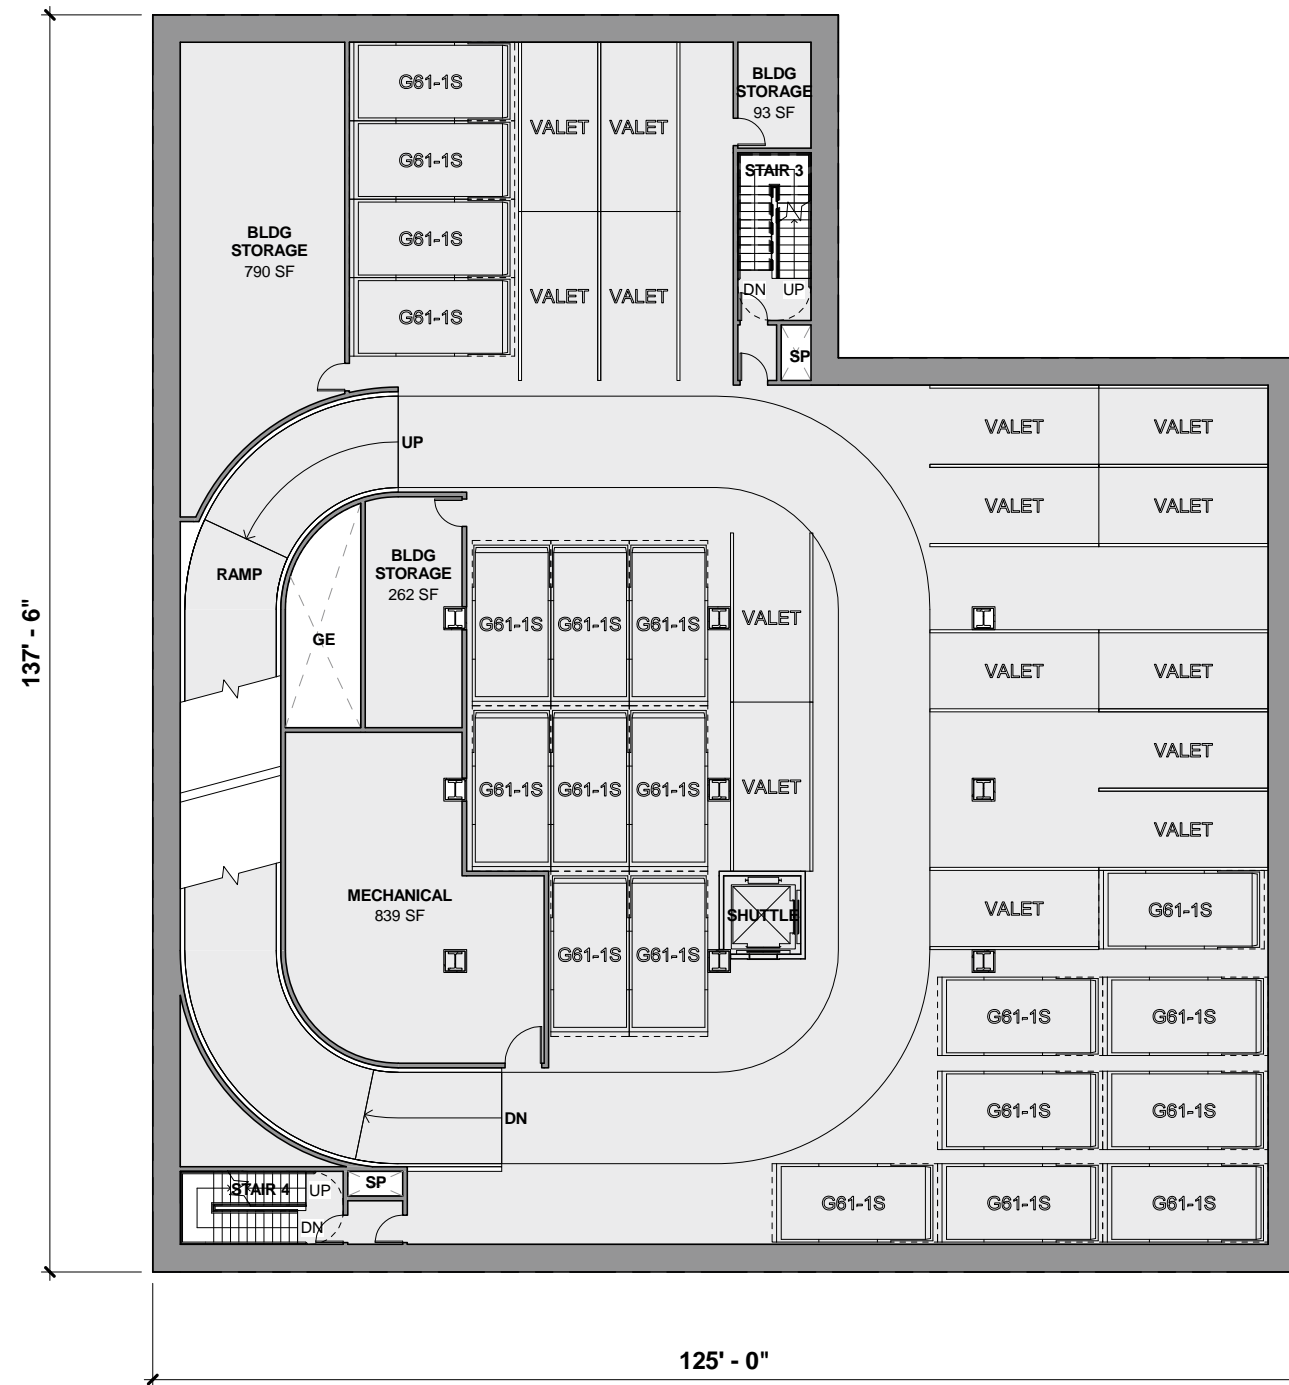 BLDG
STORAGE
93 SF
G61-1S
VALET VALET
G61-1S
STAIR 3
G61-1S
BLDG
STORAGE
790 SF
DN UP
VALET VALET
G61-1S
SP
VALET VALET
UP
VALET VALET
BLDG
STORAGE
262 SF
RAMP
G61-1S G61-1S G61-1S
VALET
GE
137' - 6"
VALET VALET
VALET
G61-1S G61-1S G61-1S
VALET
VALET
MECHANICAL
839 SF
SHUTTLE
VALET
G61-1S
G61-1S G61-1S
G61-1S G61-1S
DN
G61-1S G61-1S
STAIR 4
UP
SP
DN
G61-1S G61-1S G61-1S
125' - 0"